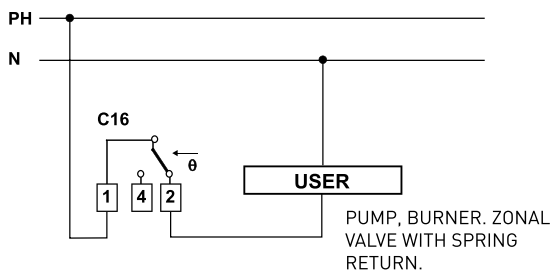 PH
N
C16
θ
1 4 2
USER
PUMP, BURNER. ZONAL
VALVE WITH SPRING
RETURN.